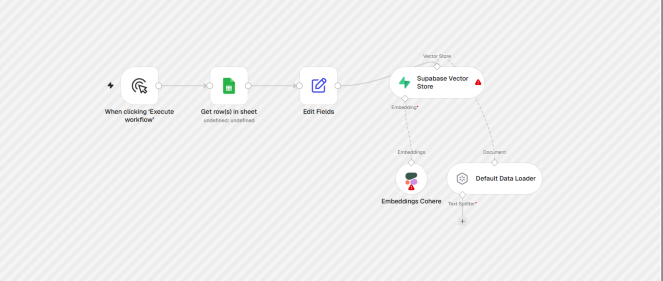 Vector Store
Supabase Vector
Store
Embedding*
When clicking 'Execute
workflow'
Get row(s) in sheet
undefined: undefined
Edit Fields
Embeddings
Document
Default Data Loader
Embeddings Cohere
Text Splitter*